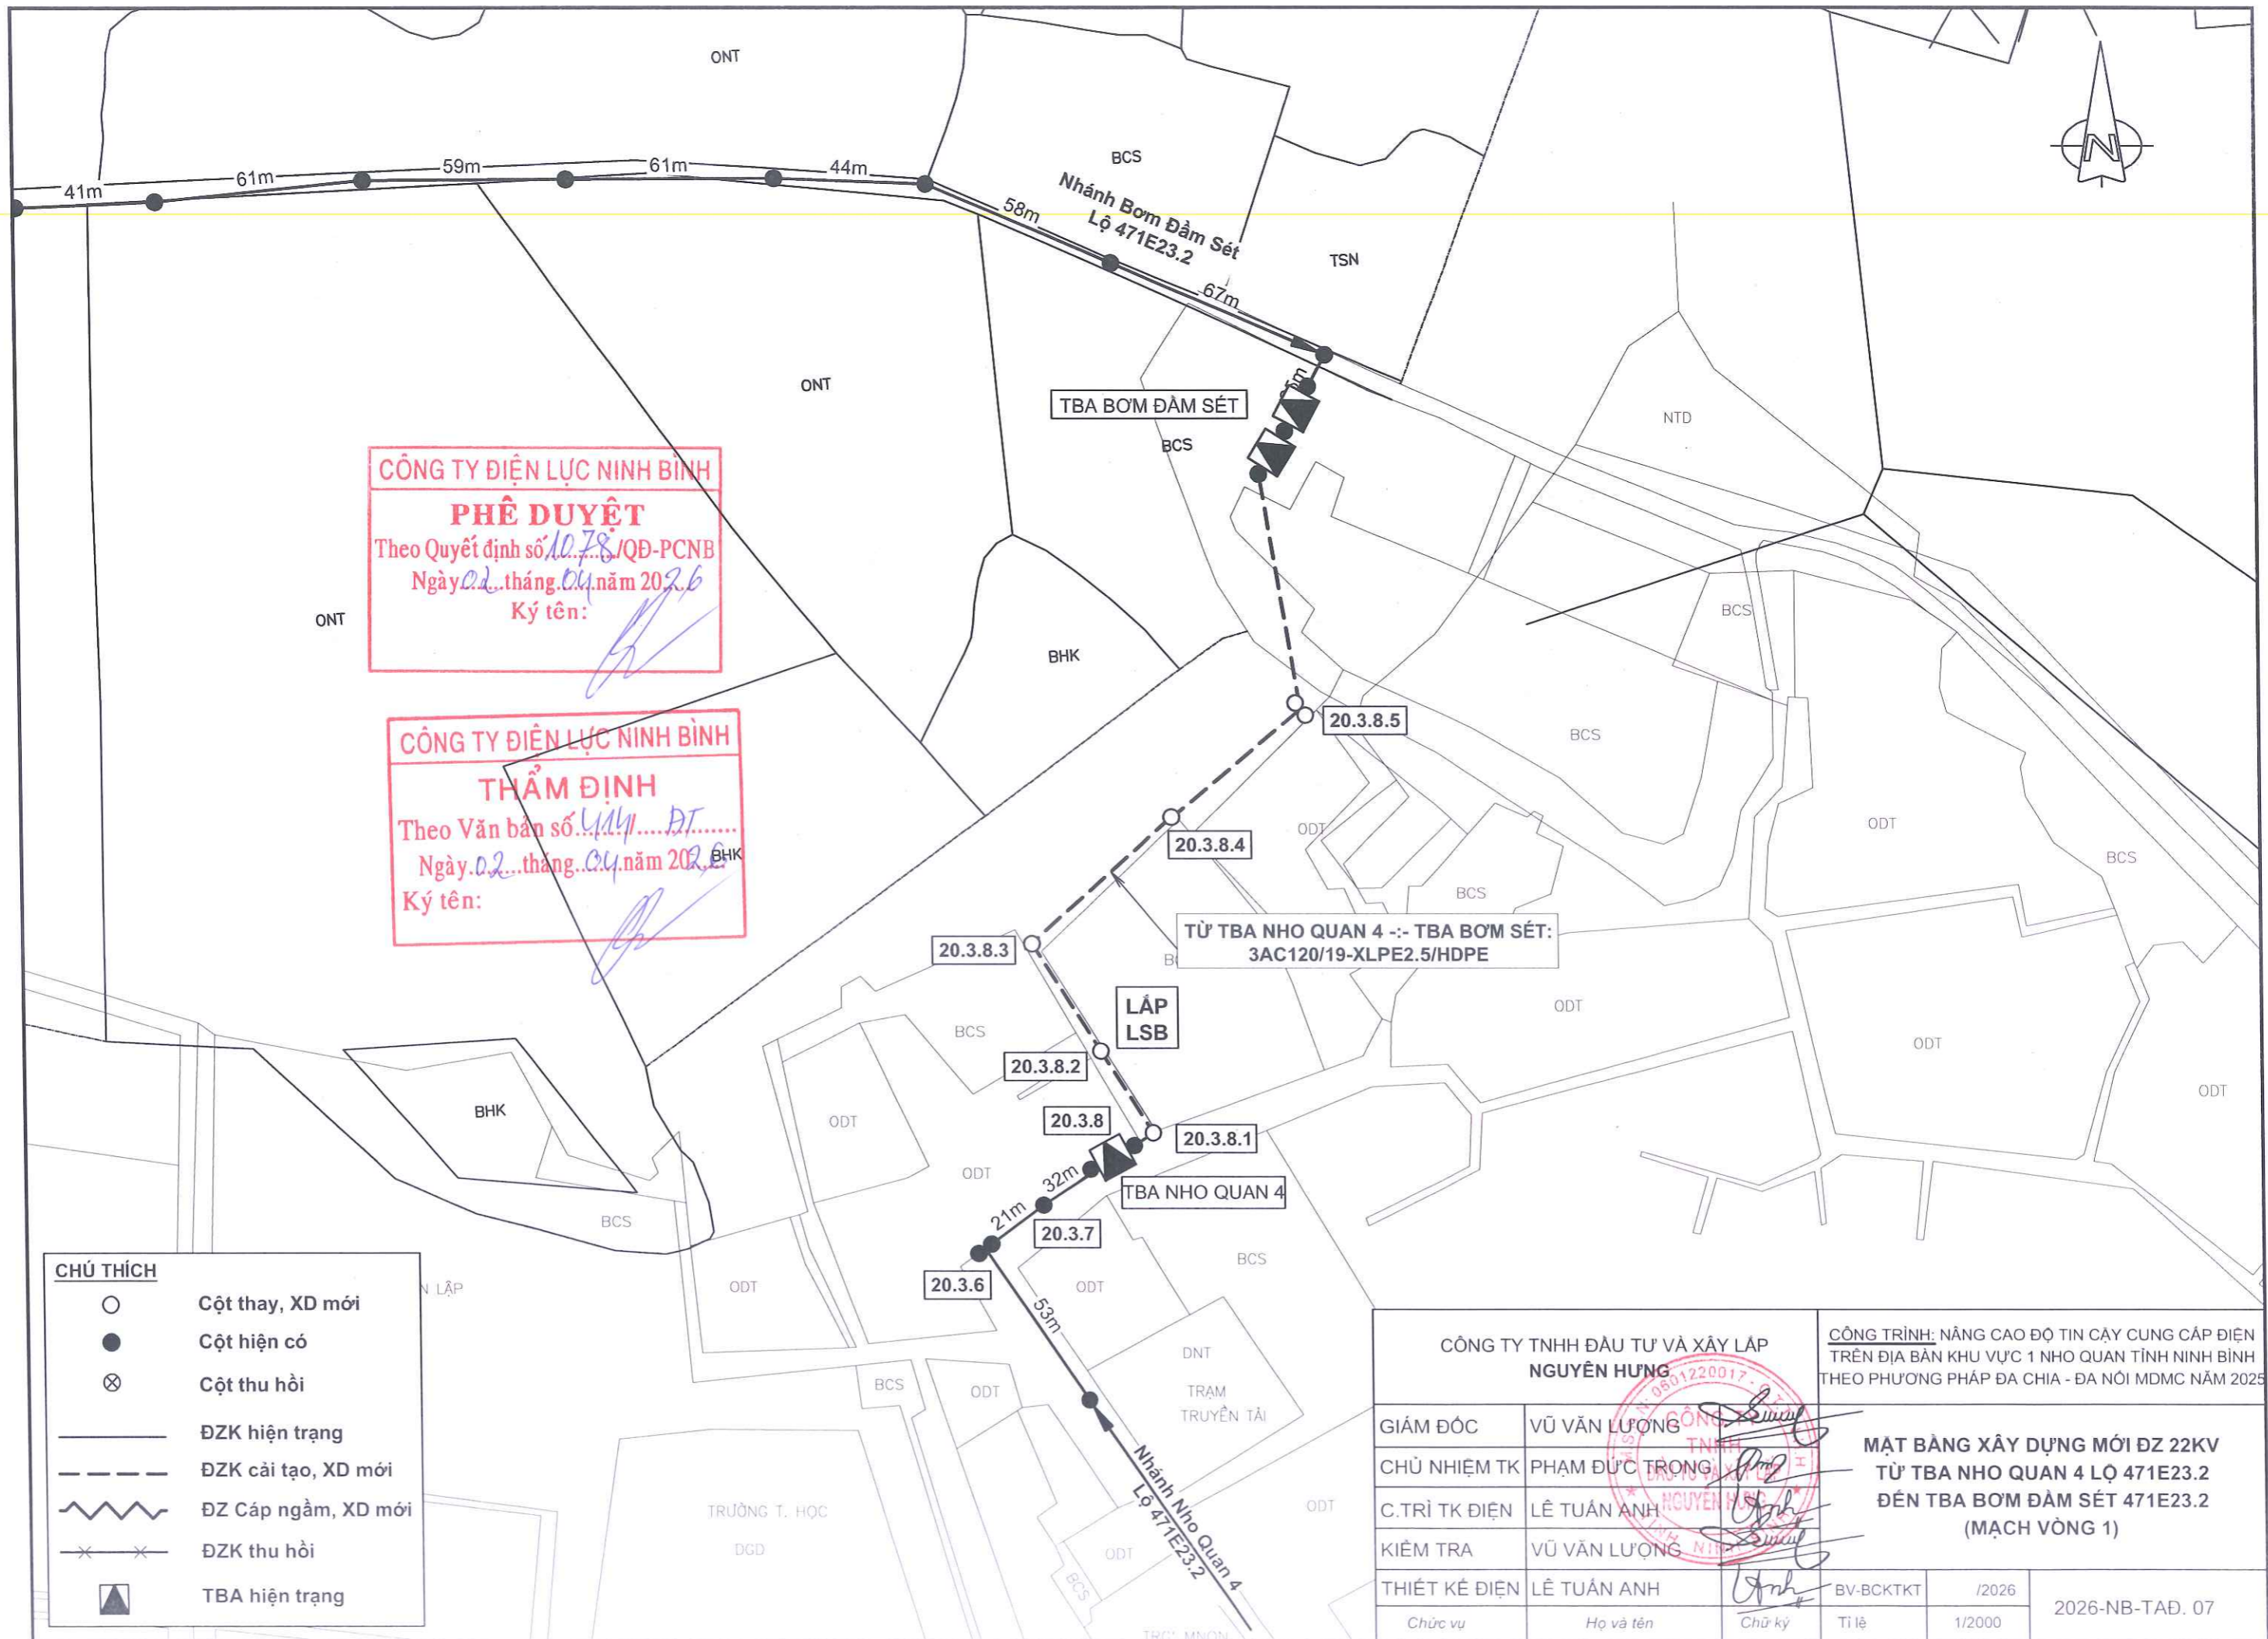 ONT
BCS
41m
61m
59m
61m
44m
58m
Nhánh Bơm Đầm Sét
Lộ 471E23.2
67m
TSN
ONT
TBA BƠM ĐẦM SÉT
BCS
NTD
CÔNG TY ĐIỆN LỰC NINH BÌNH
PHÊ DUYỆT
Theo Quyết định số 1078/QĐ-PCNB
Ngày 02 tháng 04 năm 2026
Ký tên:
ONT
BHK
BCS
20.3.8.5
BCS
CÔNG TY ĐIỆN LỰC NINH BÌNH
THẨM ĐỊNH
Theo Văn bản số 414/ ĐT
Ngày 02 tháng 04 năm 2026
BHK
Ký tên:
ODT
20.3.8.4
ODT
BCS
BCS
TỪ TBA NHO QUAN 4 -:- TBA BƠM SÉT:
3AC120/19-XLPE2.5/HDPE
20.3.8.3
LẮP
LSB
BCS
ODT
ODT
ODT
20.3.8.2
BHK
ODT
20.3.8
20.3.8.1
ODT
32m
TBA NHO QUAN 4
21m
20.3.7
BCS
BCS
20.3.6
ODT
ODT
53m
DNT
TRẠM
TRUYỀN TẢI
BCS
ODT
Nhánh Nho Quan 4
Lộ 471E23.2
ODT
TRƯỜNG T. HỌC
DGD
ODT
BCS
TRG. MNON
CHÚ THÍCH
N LẬP
Cột thay, XD mới
Cột hiện có
Cột thu hồi
ĐZK hiện trạng
ĐZK cải tạo, XD mới
ĐZ Cáp ngầm, XD mới
ĐZK thu hồi
TBA hiện trạng
CÔNG TY TNHH ĐẦU TƯ VÀ XÂY LẮP
NGUYÊN HƯNG
CÔNG TRÌNH: NÂNG CAO ĐỘ TIN CẬY CUNG CẤP ĐIỆN
TRÊN ĐỊA BÀN KHU VỰC 1 NHO QUAN TỈNH NINH BÌNH
THEO PHƯƠNG PHÁP ĐA CHIA - ĐA NỐI MDMC NĂM 2025
GIÁM ĐỐC VŨ VĂN LƯỢNG
CHỦ NHIỆM TK PHẠM ĐỨC TRỌNG
C.TRÌ TK ĐIỆN LÊ TUẤN ANH
KIỂM TRA VŨ VĂN LƯỢNG
THIẾT KẾ ĐIỆN LÊ TUẤN ANH
Chức vụ Họ và tên Chữ ký
M.S.D.N: 0601220017
CÔNG TY
TNHH
ĐẦU TƯ VÀ XÂY LẮP
NGUYÊN HƯNG
MẶT BẰNG XÂY DỰNG MỚI ĐZ 22KV
TỪ TBA NHO QUAN 4 LỘ 471E23.2
ĐẾN TBA BƠM ĐẦM SÉT 471E23.2
(MẠCH VÒNG 1)
BV-BCKTKT /2026
Tỉ lệ 1/2000
2026-NB-TAĐ. 07
N